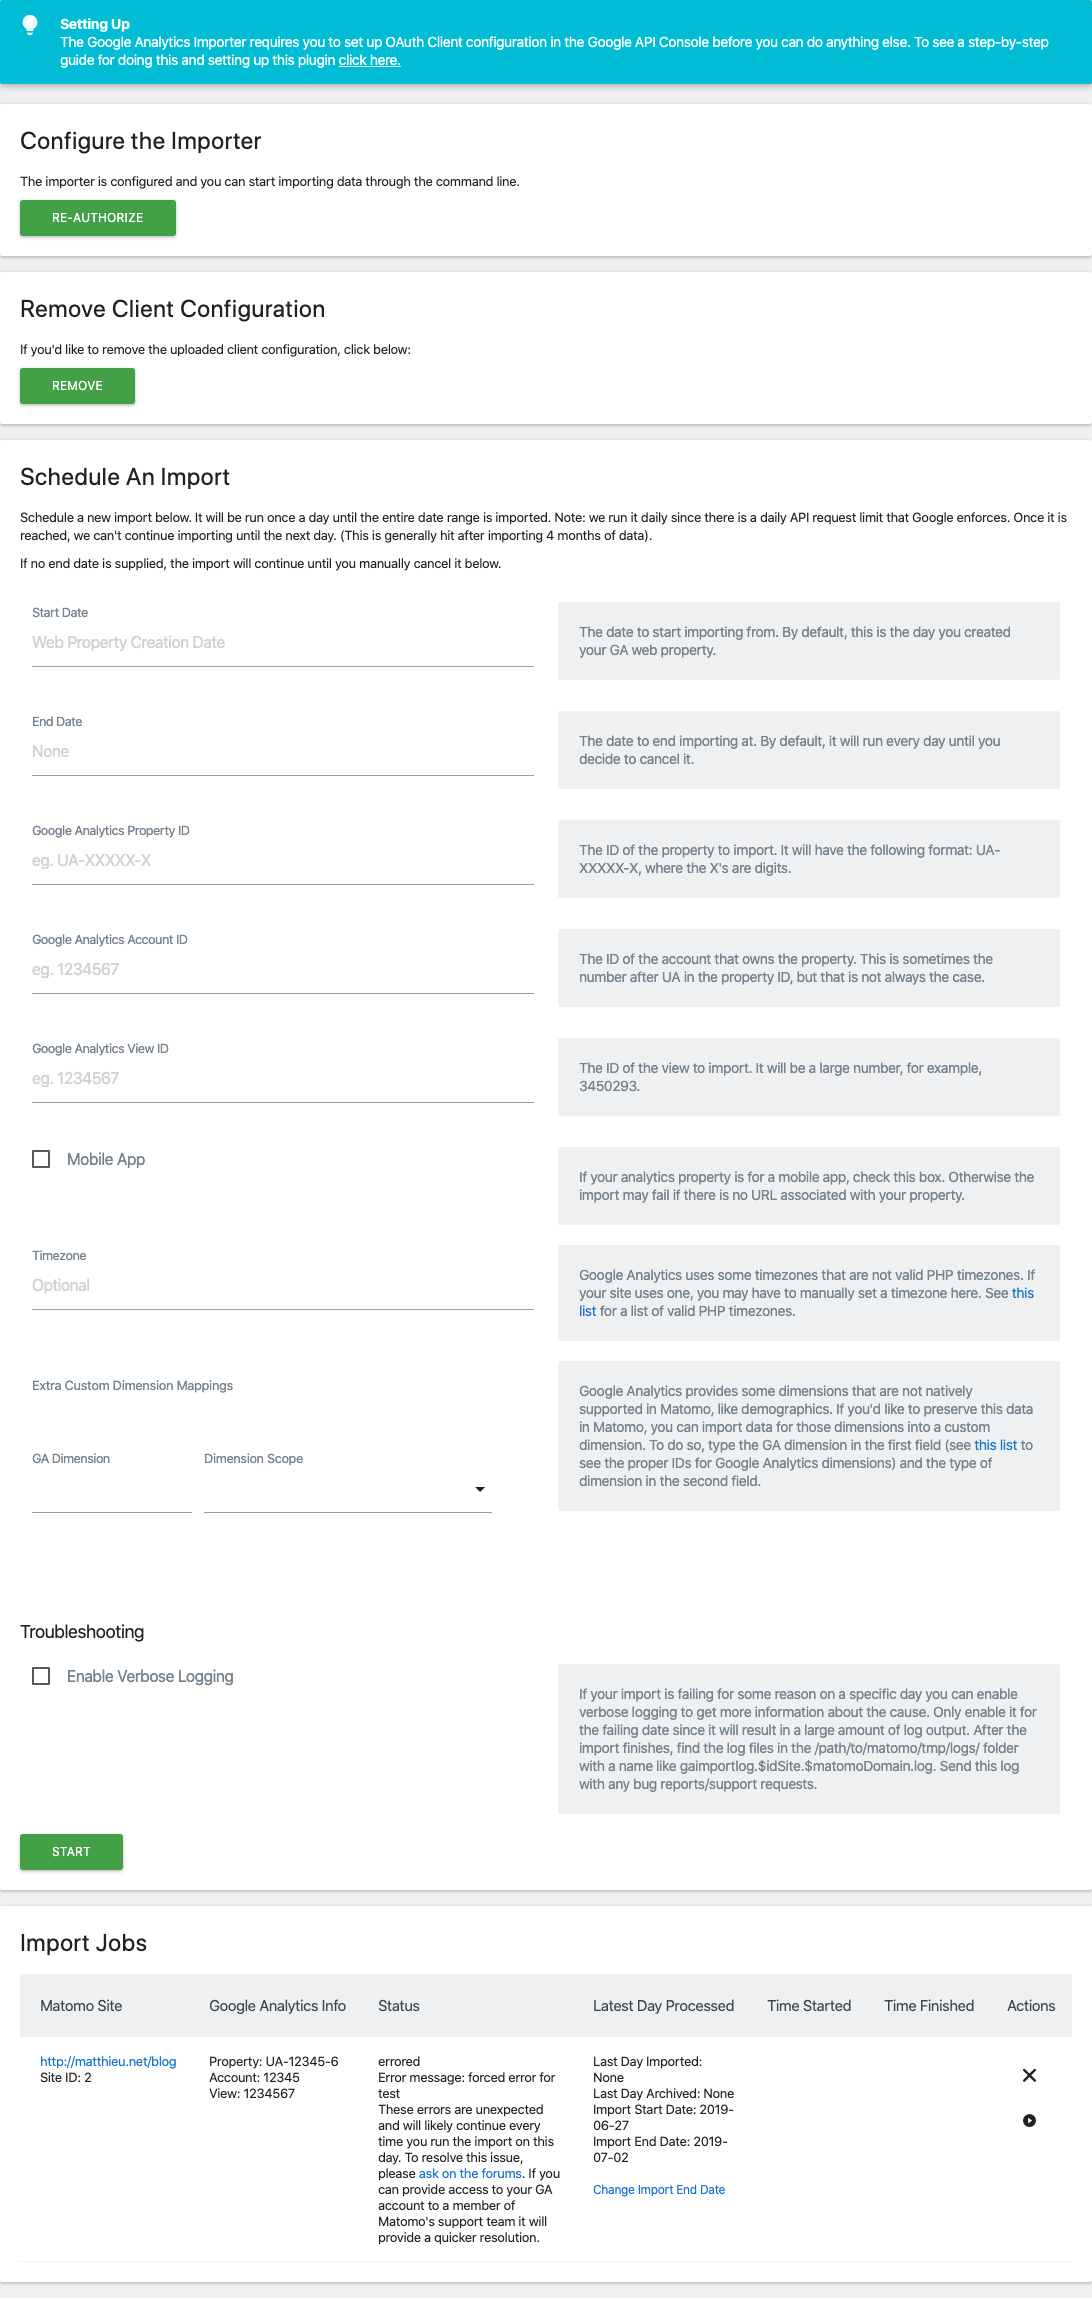 Setting Up
The Google Analytics Importer requires you to set up OAuth Client configuration in the Google API Console before you can do anything else. To see a step-by-step
guide for doing this and setting up this plugin click here.
Configure the Importer
The importer is configured and you can start importing data through the command line.
RE-AUTHORIZE
Remove Client Configuration
If you'd like to remove the uploaded client configuration, click below:
REMOVE
Schedule An Import
Schedule a new import below. It will be run once a day until the entire date range is imported. Note: we run it daily since there is a daily API request limit that Google enforces. Once it is
reached, we can't continue importing until the next day. (This is generally hit after importing 4 months of data).
If no end date is supplied, the import will continue until you manually cancel it below.
Start Date
Web Property Creation Date
The date to start importing from. By default, this is the day you created
your GA web property.
End Date
None
The date to end importing at. By default, it will run every day until you
decide to cancel it.
Google Analytics Property ID
eg. UA-XXXXX-X
The ID of the property to import. It will have the following format: UA-
XXXXX-X, where the X's are digits.
Google Analytics Account ID
eg. 1234567
The ID of the account that owns the property. This is sometimes the
number after UA in the property ID, but that is not always the case.
Google Analytics View ID
eg. 1234567
The ID of the view to import. It will be a large number, for example,
3450293.
Mobile App
If your analytics property is for a mobile app, check this box. Otherwise the
import may fail if there is no URL associated with your property.
Timezone
Optional
Google Analytics uses some timezones that are not valid PHP timezones. If
your site uses one, you may have to manually set a timezone here. See this
list for a list of valid PHP timezones.
Extra Custom Dimension Mappings
GA Dimension
Dimension Scope
Google Analytics provides some dimensions that are not natively
supported in Matomo, like demographics. If you'd like to preserve this data
in Matomo, you can import data for those dimensions into a custom
dimension. To do so, type the GA dimension in the first field (see this list to
see the proper IDs for Google Analytics dimensions) and the type of
dimension in the second field.
Troubleshooting
Enable Verbose Logging
If your import is failing for some reason on a specific day you can enable
verbose logging to get more information about the cause. Only enable it for
the failing date since it will result in a large amount of log output. After the
import finishes, find the log files in the /path/to/matomo/tmp/logs/ folder
with a name like gaimportlog.$idSite.$matomoDomain.log. Send this log
with any bug reports/support requests.
START
Import Jobs
Matomo Site
Google Analytics Info
Status
Latest Day Processed
Time Started
Time Finished
Actions
http://matthieu.net/blog
Site ID: 2
Property: UA-12345-6
Account: 12345
View: 1234567
errored
Error message: forced error for
test
These errors are unexpected
and will likely continue every
time you run the import on this
day. To resolve this issue,
please ask on the forums. If you
can provide access to your GA
account to a member of
Matomo's support team it will
provide a quicker resolution.
Last Day Imported:
None
Last Day Archived: None
Import Start Date: 2019-
06-27
Import End Date: 2019-
07-02
Change Import End Date